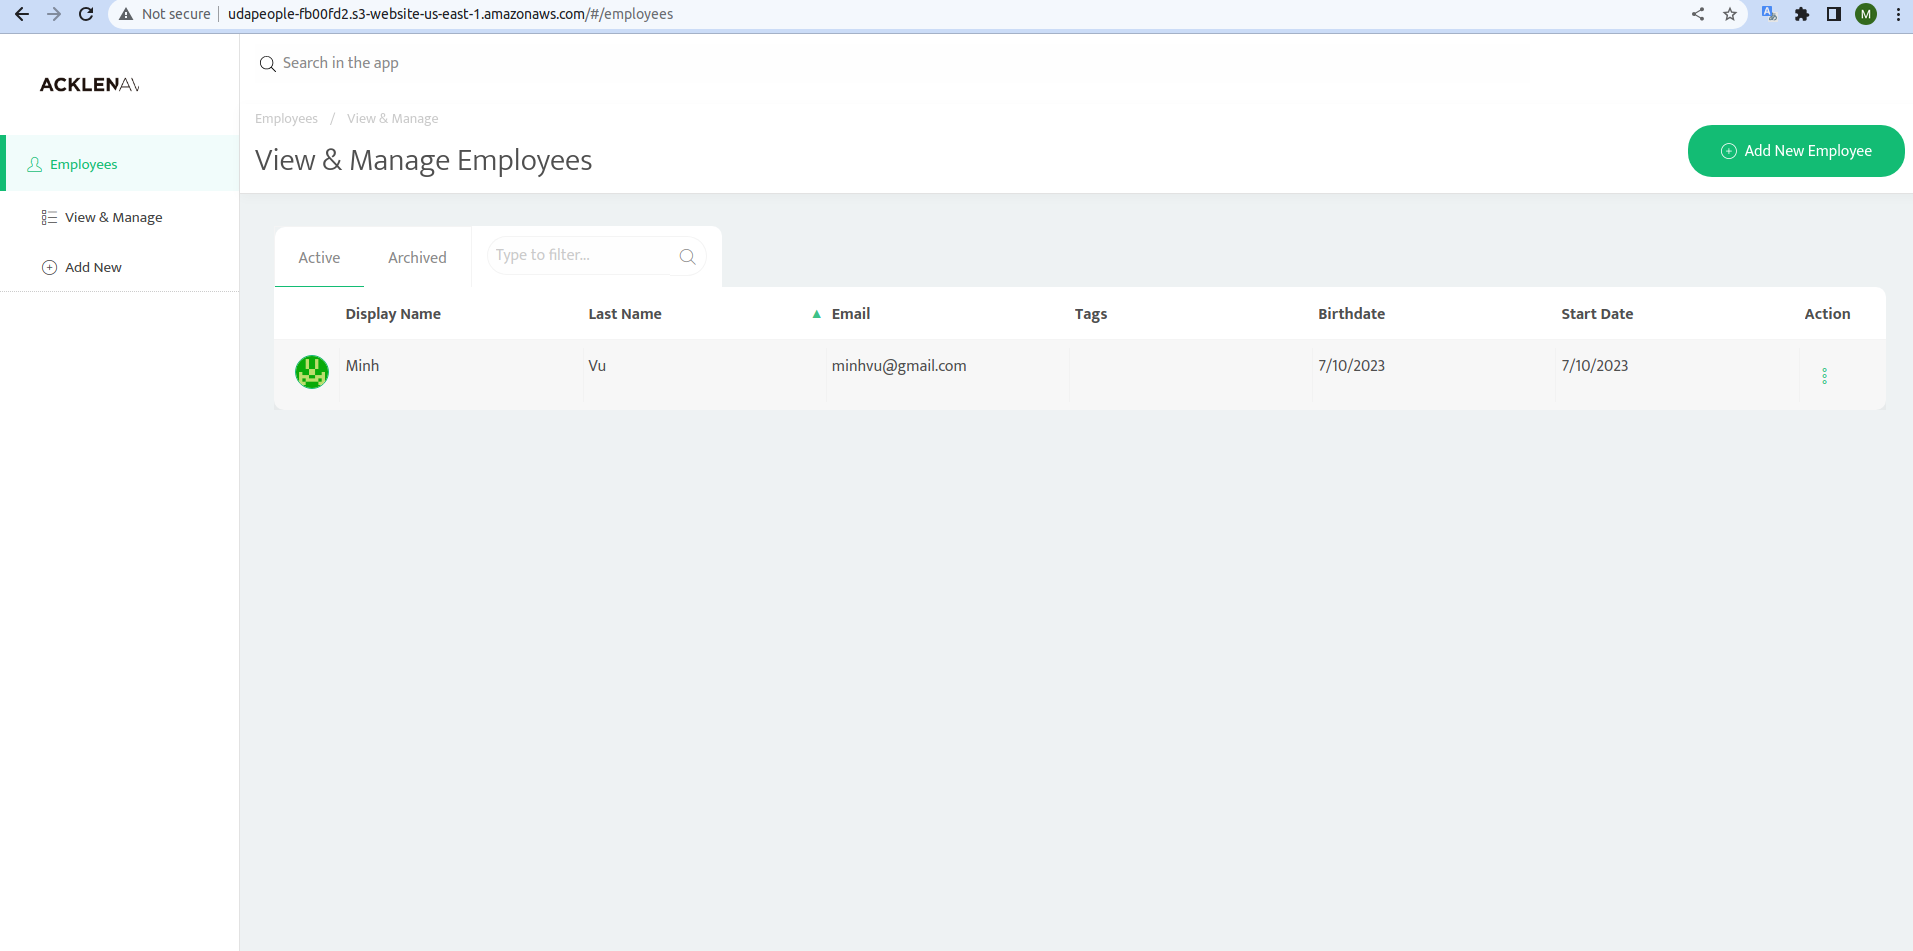 Not secure udapeople-fb00fd2.s3-website-us-east-1.amazonaws.com/#/employees M
Search in the app
ACKLENAV
Employees / View & Manage
View & Manage Employees
Add New Employee
Employees
View & Manage
Add New
Active Archived Type to filter...
Display Name Last Name ▲ Email Tags Birthdate Start Date Action
Minh Vu minhvu@gmail.com 7/10/2023 7/10/2023